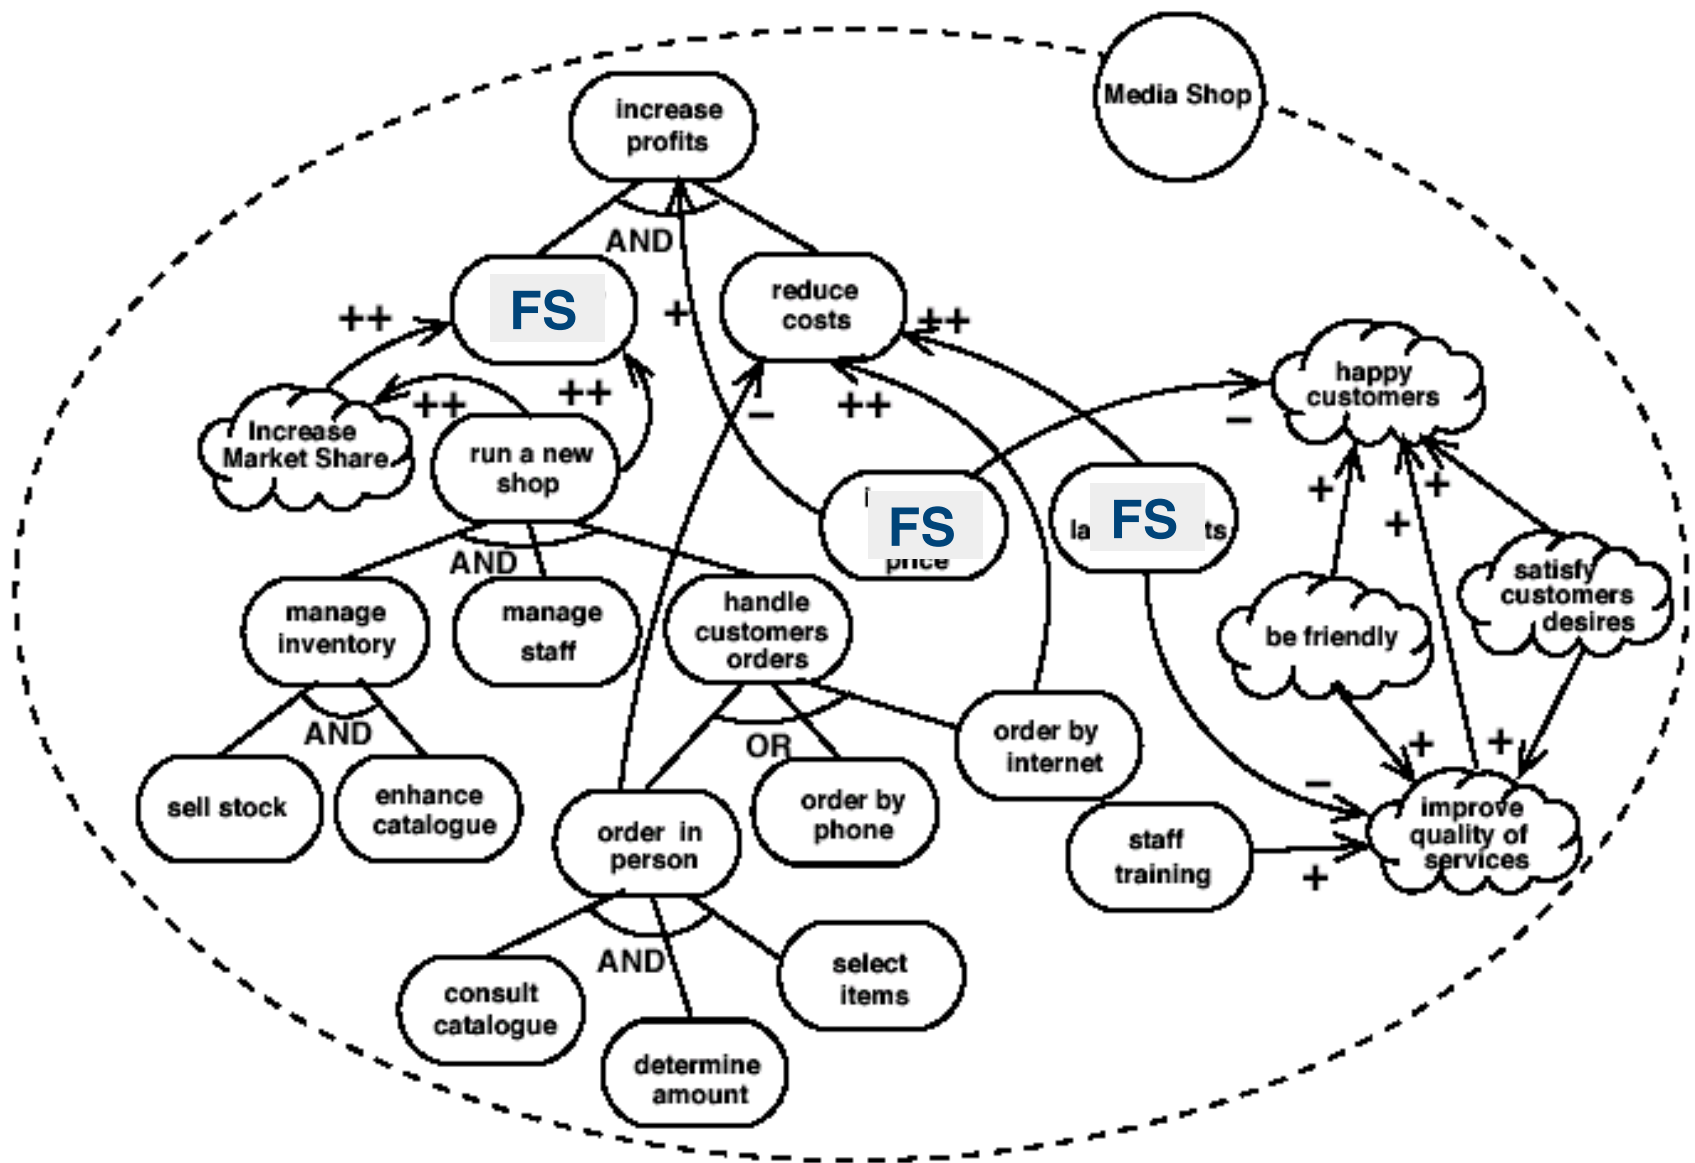 Media Shop
increase
profits
AND
FS
reduce
costs
++
+
++
++
++
–
++
happy
customers
–
Increase
Market Share
run a new
shop
FS
price
FS
+
+
+
AND
manage
inventory
manage
staff
handle
customers
orders
be friendly
satisfy
customers
desires
AND
OR
order by
internet
+
+
–
sell stock
enhance
catalogue
order in
person
order by
phone
staff
training
improve
quality of
services
+
AND
consult
catalogue
select
items
determine
amount